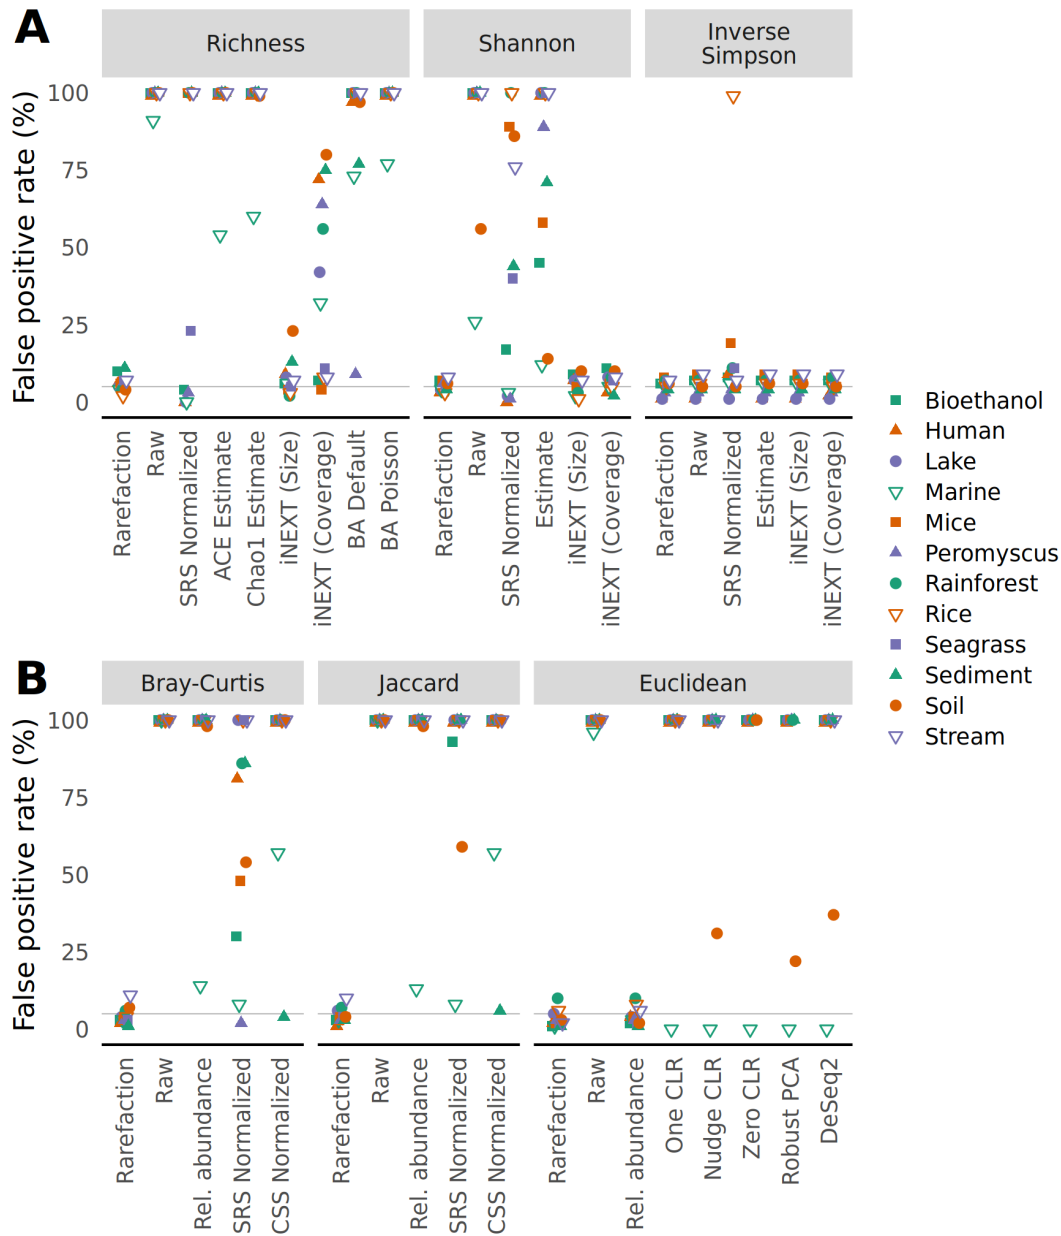 A
Richness
Shannon
Inverse
Simpson
False positive rate (%)
100
75
50
25
0
Rarefaction
Raw
SRS Normalized
ACE Estimate
Chao1 Estimate
iNEXT (Size)
iNEXT (Coverage)
BA Default
BA Poisson
Rarefaction
Raw
SRS Normalized
Estimate
iNEXT (Size)
iNEXT (Coverage)
Rarefaction
Raw
SRS Normalized
Estimate
iNEXT (Size)
iNEXT (Coverage)
Bioethanol
Human
Lake
Marine
Mice
Peromyscus
Rainforest
Rice
Seagrass
Sediment
Soil
Stream
B
Bray-Curtis
Jaccard
Euclidean
False positive rate (%)
100
75
50
25
0
Rarefaction
Raw
Rel. abundance
SRS Normalized
CSS Normalized
Rarefaction
Raw
Rel. abundance
SRS Normalized
CSS Normalized
Rarefaction
Raw
Rel. abundance
One CLR
Nudge CLR
Zero CLR
Robust PCA
DeSeq2